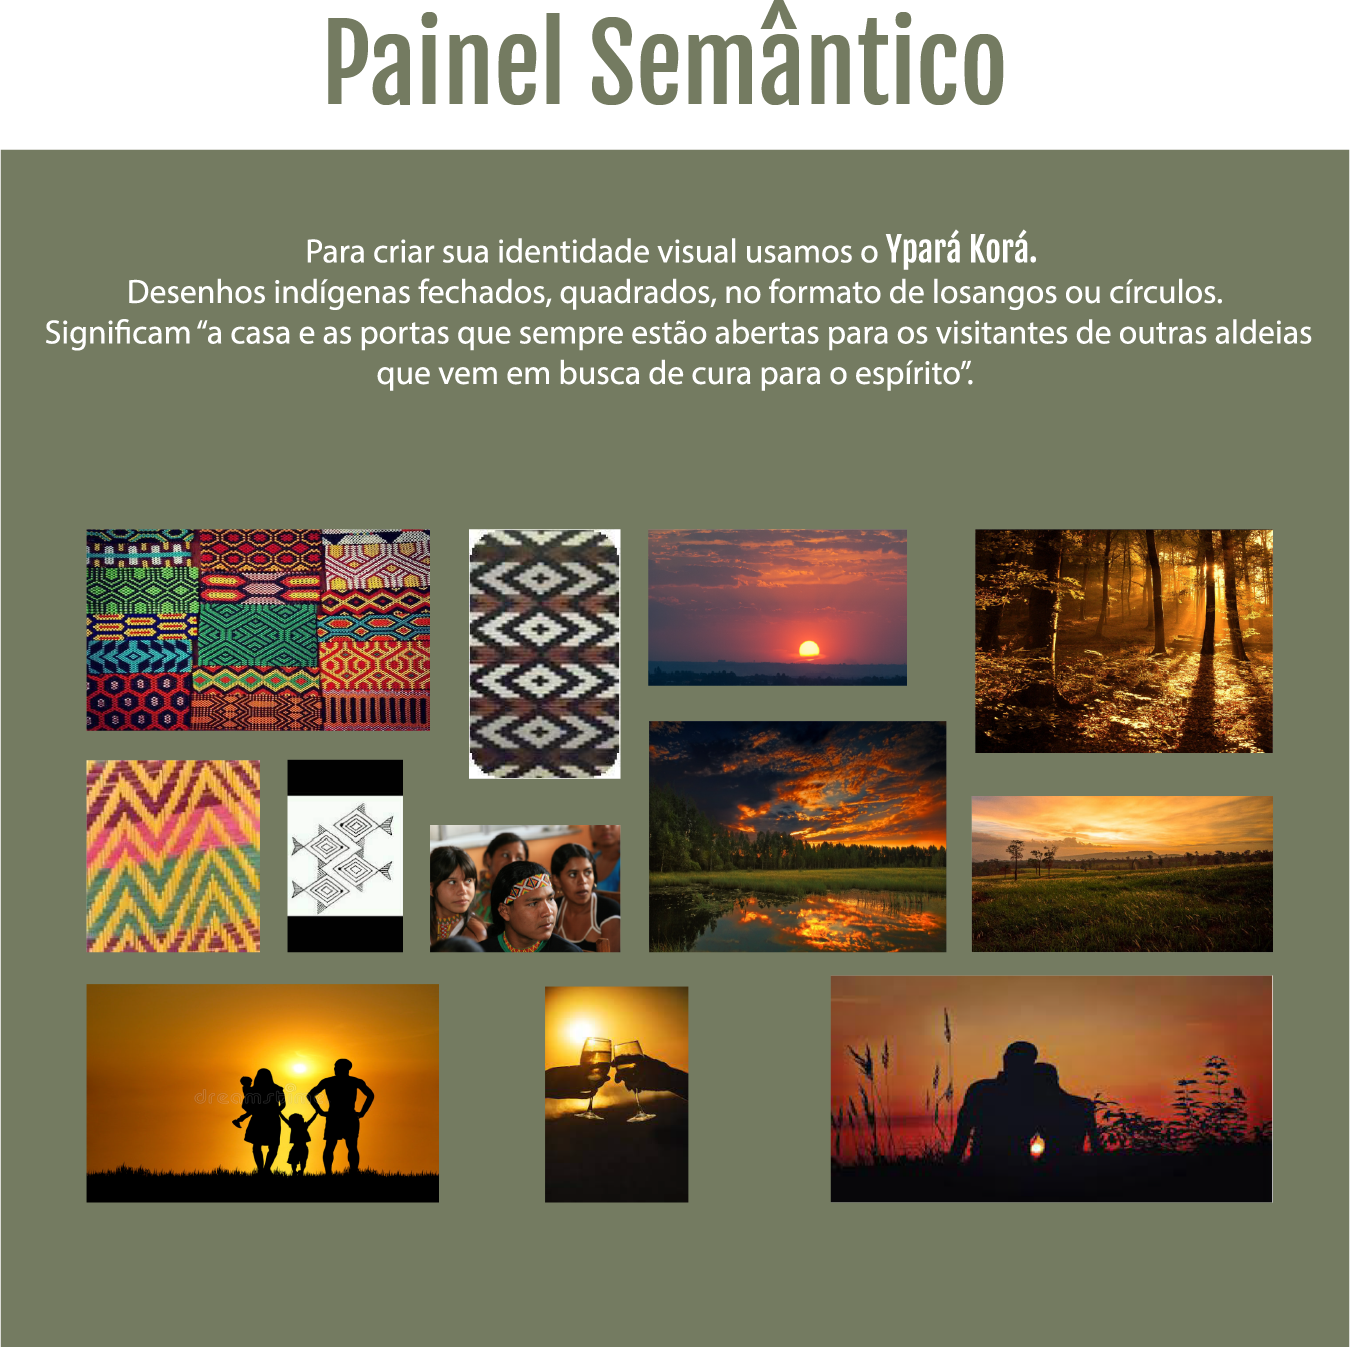 Painel Semântico
Para criar sua identidade visual usamos o Ypará Korá.
Desenhos indígenas fechados, quadrados, no formato de losangos ou círculos.
Significam “a casa e as portas que sempre estão abertas para os visitantes de outras aldeias
que vem em busca de cura para o espírito”.